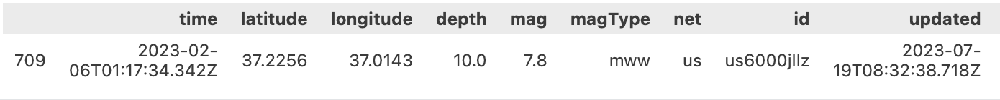 time latitude longitude depth mag magType net id updated
709 2023-02-06T01:17:34.342Z 37.2256 37.0143 10.0 7.8 mww us us6000jllz 2023-07-19T08:32:38.718Z